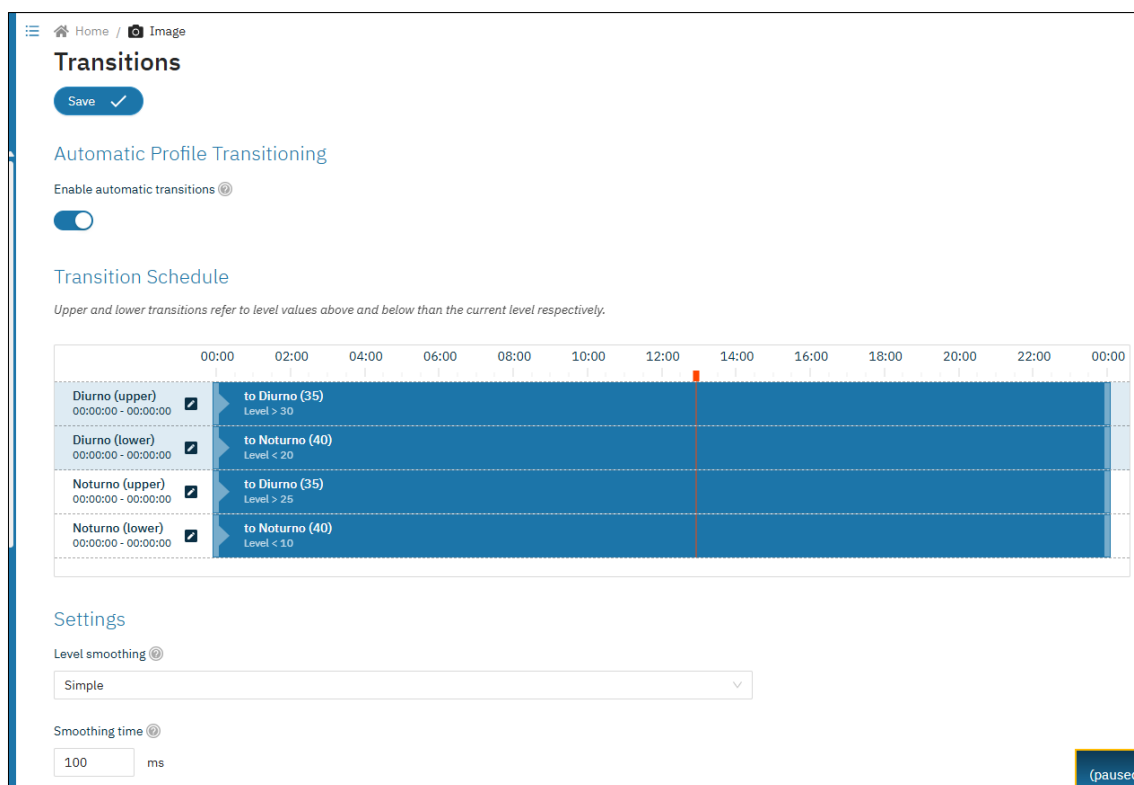 Home / Image
Transitions
Save
Automatic Profile Transitioning
Enable automatic transitions
Transition Schedule
Upper and lower transitions refer to level values above and below than the current level respectively.
00:00 02:00 04:00 06:00 08:00 10:00 12:00 14:00 16:00 18:00 20:00 22:00 00:00
Diurno (upper)
00:00:00 - 00:00:00
to Diurno (35)
Level > 30
Diurno (lower)
00:00:00 - 00:00:00
to Noturno (40)
Level < 20
Noturno (upper)
00:00:00 - 00:00:00
to Diurno (35)
Level > 25
Noturno (lower)
00:00:00 - 00:00:00
to Noturno (40)
Level < 10
Settings
Level smoothing
Simple
Smoothing time
100 ms
(paused